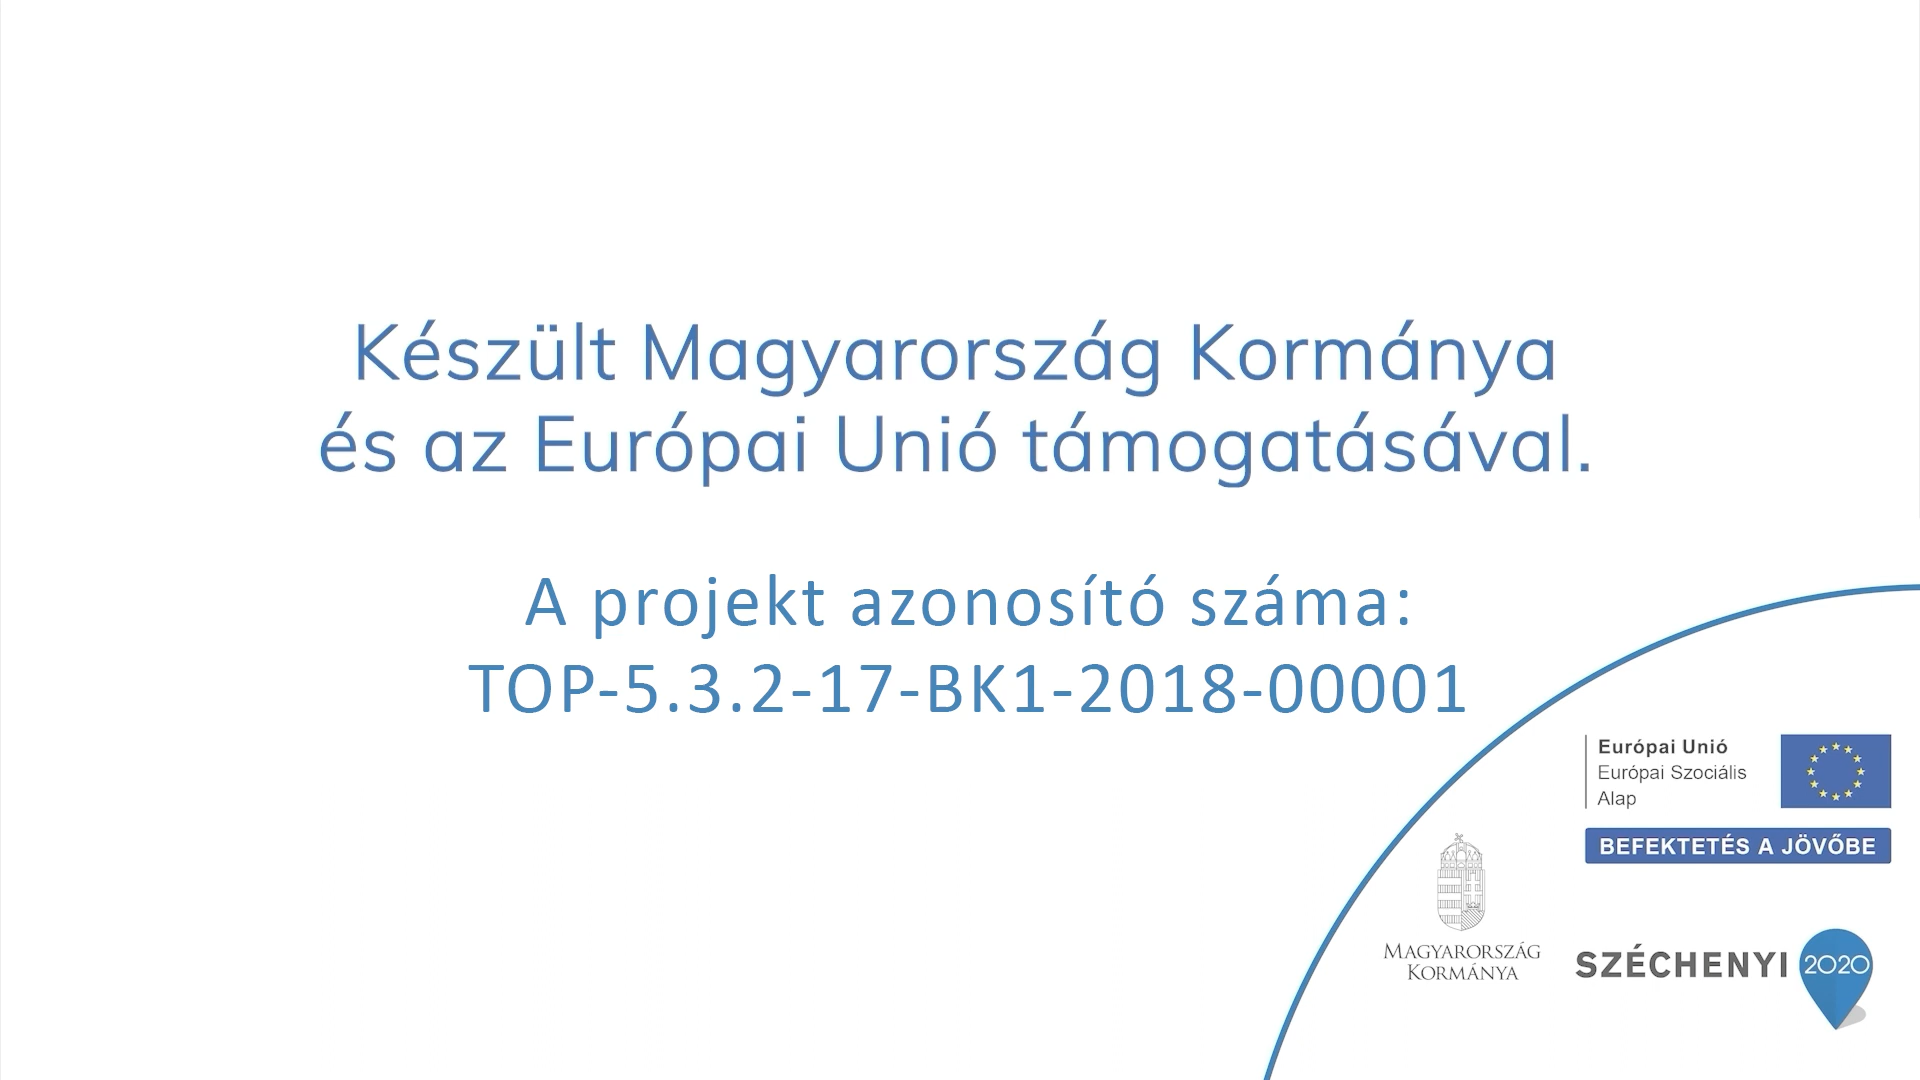 Készült Magyarország Kormánya
és az Európai Unió támogatásával.
A projekt azonosító száma:
TOP-5.3.2-17-BK1-2018-00001
Európai Unió
Európai Szociális
Alap
BEFEKTETÉS A JÖVŐBE
MAGYARORSZÁG
KORMÁNYA
SZÉCHENYI 2020